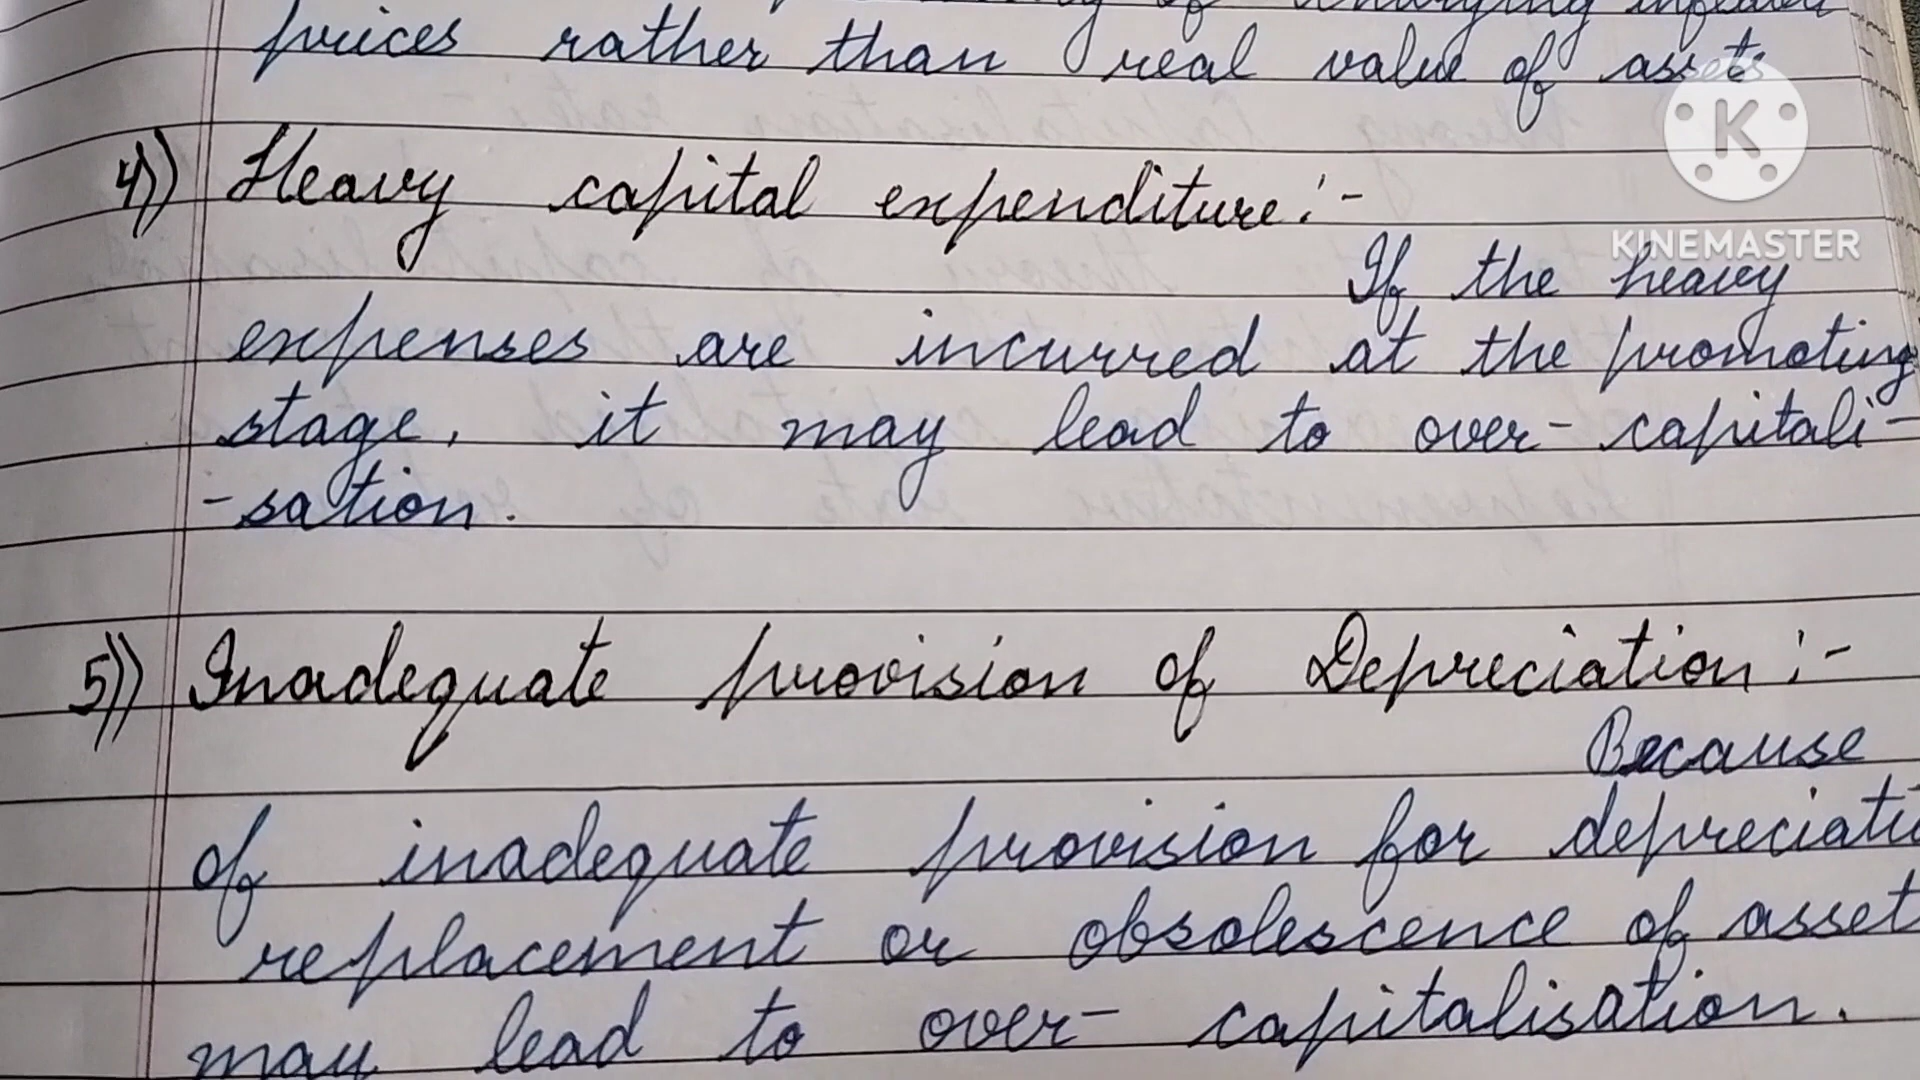 of
prices rather than real value of assets
4)) Heavy capital expenditure :-
If the heavy
expenses are incurred at the promoting
stage, it may lead to over-capitali-
-sation.
5)) Inadequate provision of Depreciation :-
Because
of inadequate provision for depreciati
replacement or obsolescence of asset
may lead to over-capitalisation.
K
KINEMASTER